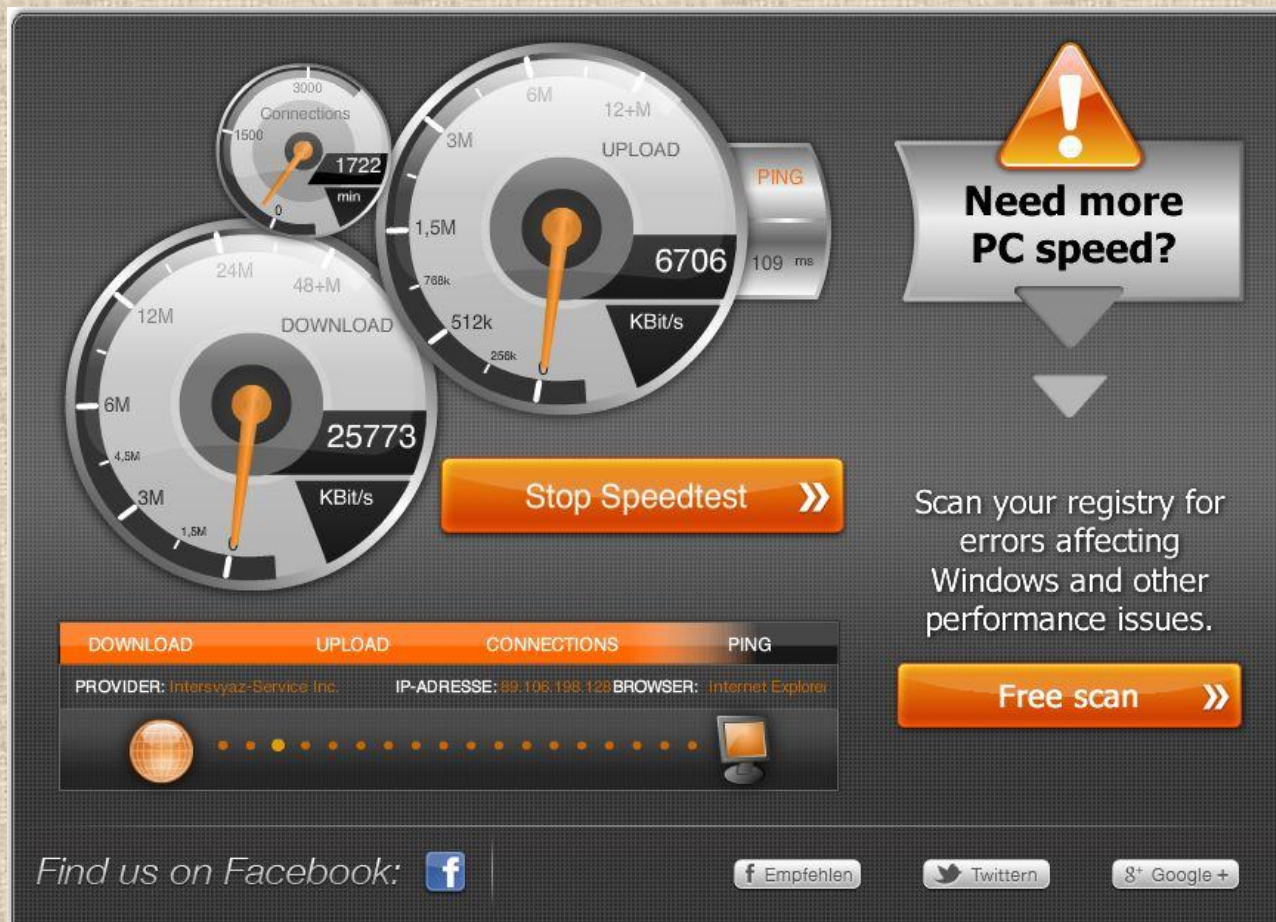 3000
Connections
1500
1722
min
0
6M
12+M
3M
UPLOAD
1,5M
6706
768k
512k
KBit/s
256k
0
PING
109 ms
24M
48+M
12M
DOWNLOAD
6M
25773
4,5M
3M
KBit/s
1,5M
0
Stop Speedtest
DOWNLOAD UPLOAD CONNECTIONS PING
PROVIDER: Intersvyaz-Service Inc. IP-ADRESSE: 89.106.198.128 BROWSER: Internet Explorer
Need more
PC speed?
Scan your registry for
errors affecting
Windows and other
performance issues.
Free scan
Find us on Facebook:
f Empfehlen
Twittern
g+ Google +